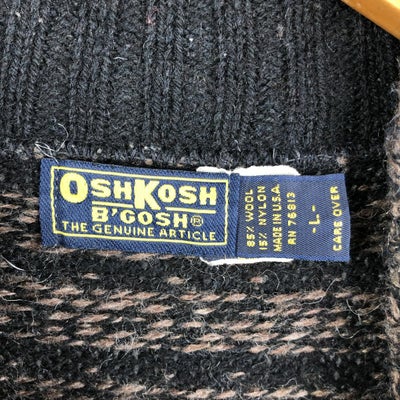 OSHKOSH
B'GOSH®
THE GENUINE ARTICLE
85% WOOL
15% NYLON
MADE IN U.S.A.
RN 76813
-L-
CARE OVER